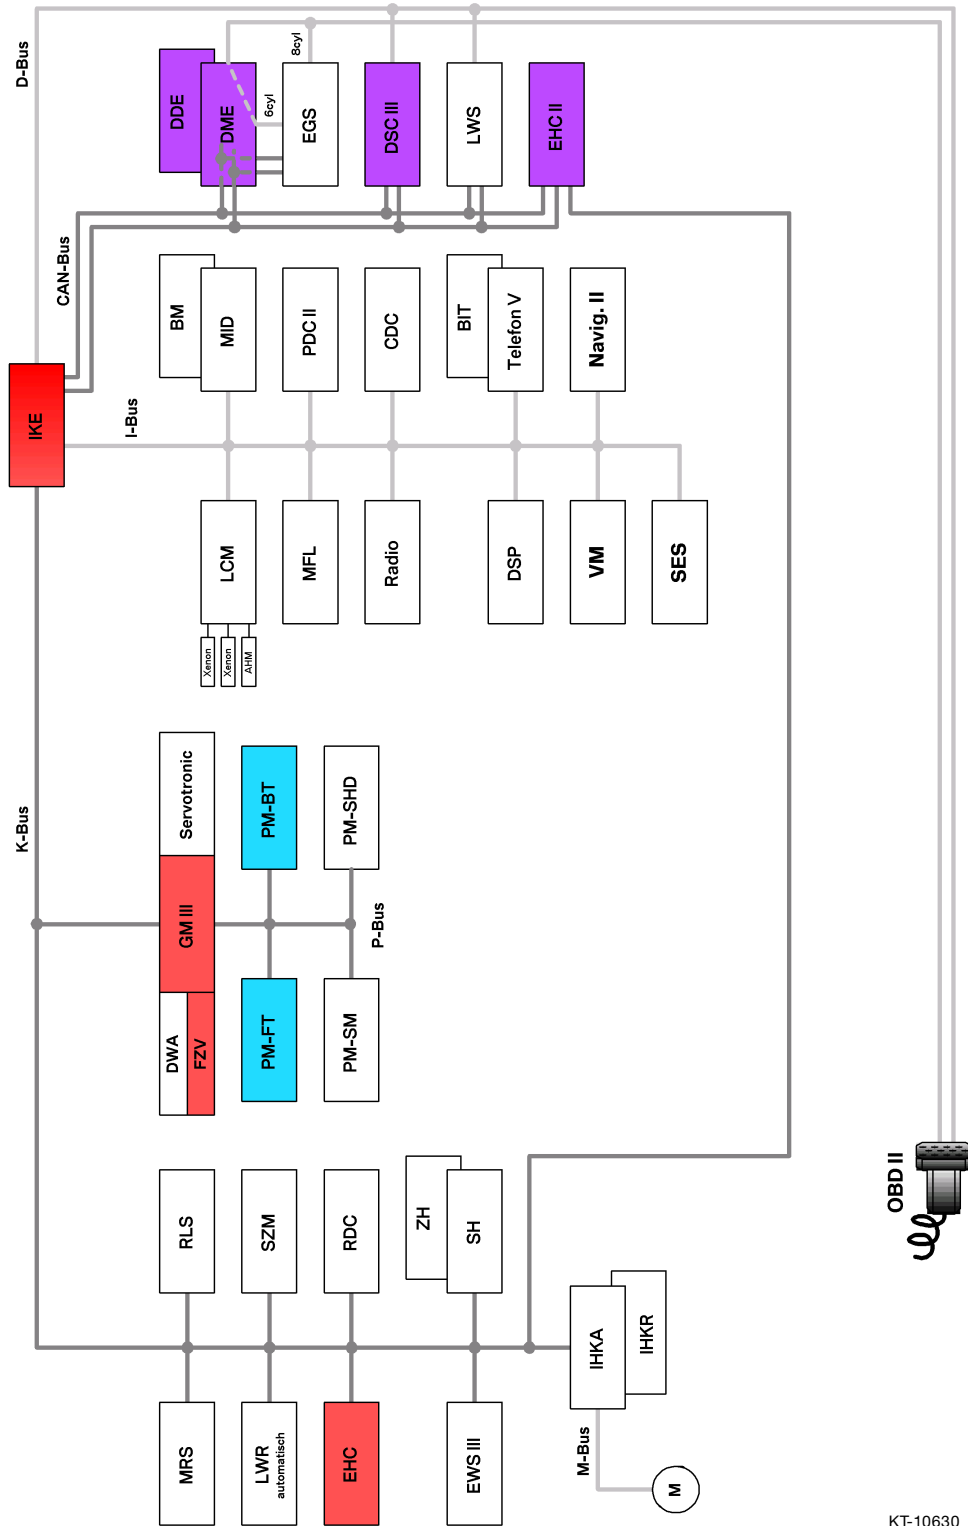 D-Bus
8cyl
6cyl
DDE
DME
EGS
DSC III
LWS
EHC II
CAN-Bus
BM
MID
PDC II
CDC
BIT
Telefon V
Navig. II
IKE
I-Bus
LCM
MFL
Radio
DSP
VM
SES
Xenon
Xenon
AHM
K-Bus
Servotronic
PM-BT
PM-SHD
GM III
P-Bus
DWA
FZV
PM-FT
PM-SM
OBD II
RLS
SZM
RDC
ZH
SH
IHKA
IHKR
MRS
LWR
automatisch
EHC
EWS III
M-Bus
M
KT-10630